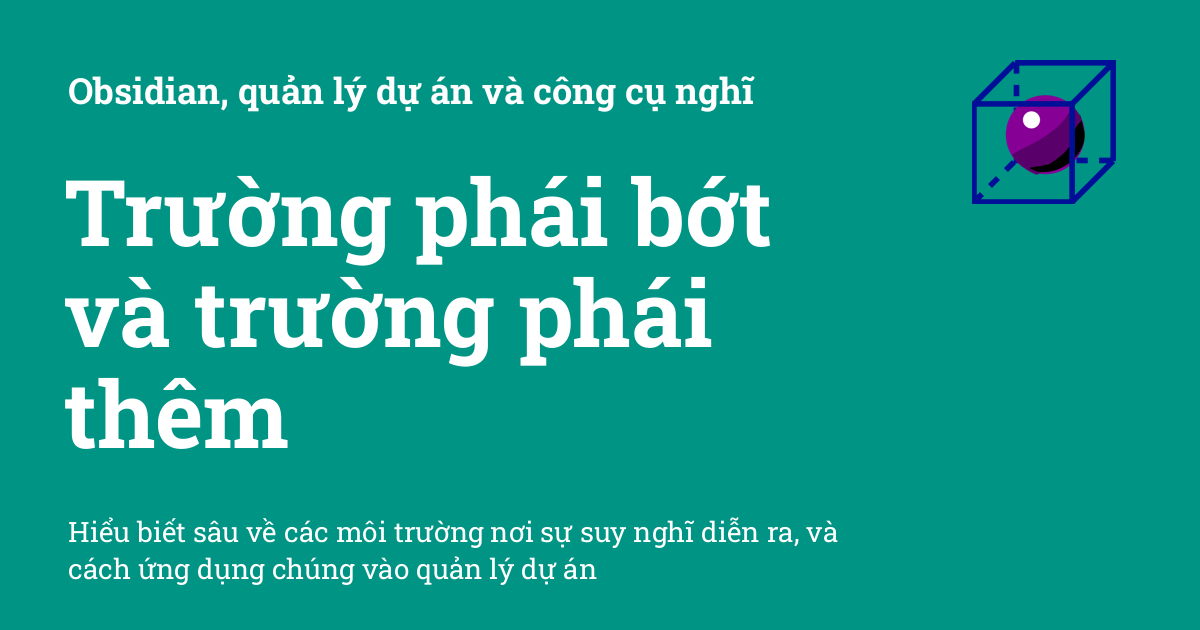 Obsidian, quản lý dự án và công cụ nghĩ
Trường phái bớt
và trường phái
thêm
Hiểu biết sâu về các môi trường nơi sự suy nghĩ diễn ra, và
cách ứng dụng chúng vào quản lý dự án